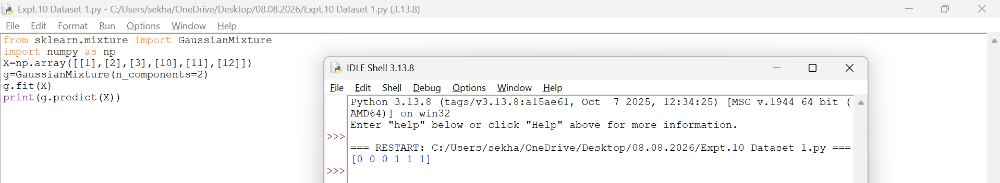 Expt.10 Dataset 1.py - C:/Users/sekha/OneDrive/Desktop/08.08.2026/Expt.10 Dataset 1.py (3.13.8)
File Edit Format Run Options Window Help
from sklearn.mixture import GaussianMixture
import numpy as np
X=np.array([[1],[2],[3],[10],[11],[12]])
g=GaussianMixture(n_components=2)
g.fit(X)
print(g.predict(X))
IDLE Shell 3.13.8
File Edit Shell Debug Options Window Help
Python 3.13.8 (tags/v3.13.8:a15ae61, Oct  7 2025, 12:34:25) [MSC v.1944 64 bit (
AMD64)] on win32
Enter "help" below or click "Help" above for more information.
>>>
=== RESTART: C:/Users/sekha/OneDrive/Desktop/08.08.2026/Expt.10 Dataset 1.py ===
[0 0 0 1 1 1]
>>>